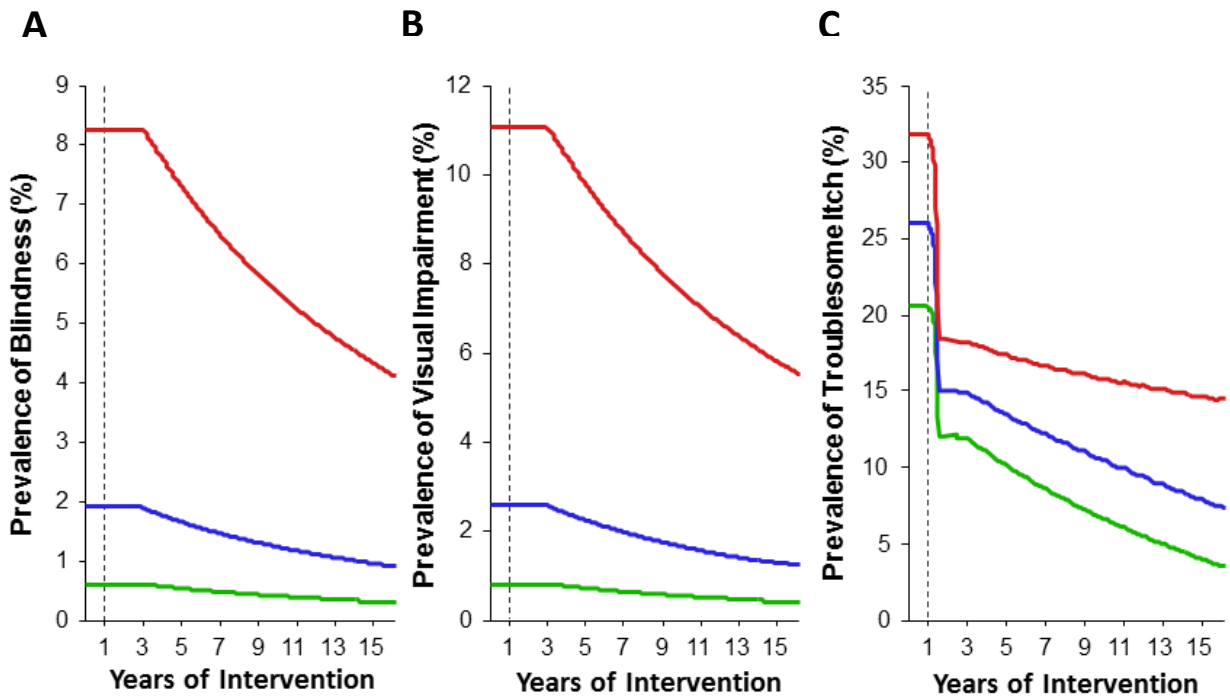 A
B
C
Prevalence of Blindness (%)
9
8
7
6
5
4
3
2
1
0
1 3 5 7 9 11 13 15
Years of Intervention
Prevalence of Visual Impairment (%)
12
10
8
6
4
2
0
1 3 5 7 9 11 13 15
Years of Intervention
Prevalence of Troublesome Itch (%)
35
30
25
20
15
10
5
0
1 3 5 7 9 11 13 15
Years of Intervention